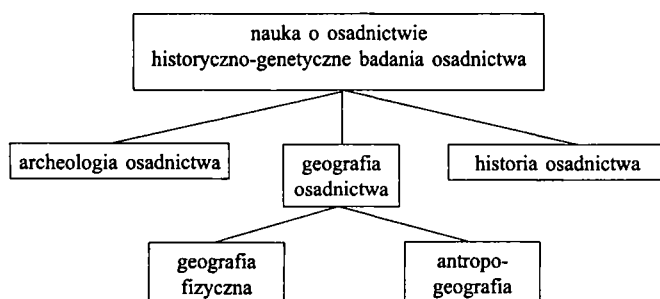 nauka o osadnictwie
historyczno-genetyczne badania osadnictwa
archeologia osadnictwa
geografia
osadnictwa
historia osadnictwa
geografia
fizyczna
antropo-
geografia